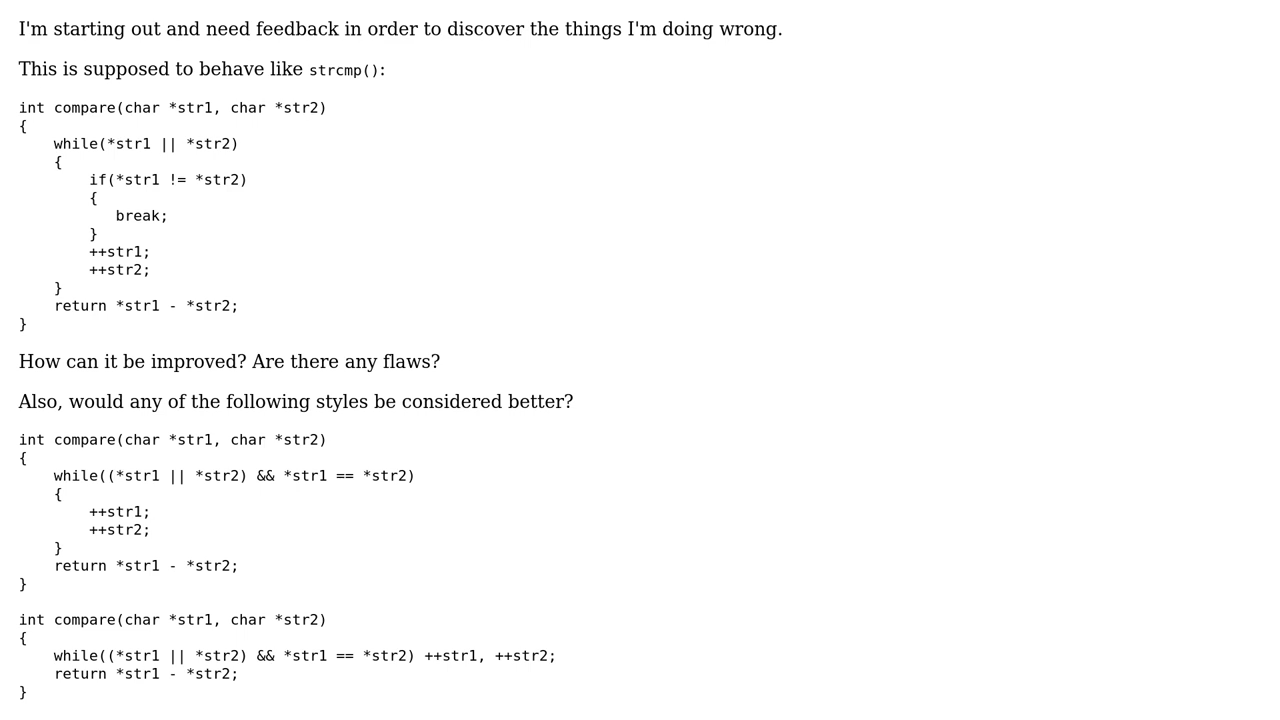 I'm starting out and need feedback in order to discover the things I'm doing wrong.
This is supposed to behave like strcmp():
int compare(char *str1, char *str2)
{
    while(*str1 || *str2)
    {
        if(*str1 != *str2)
        {
           break;
        }
        ++str1;
        ++str2;
    }
    return *str1 - *str2;
}
How can it be improved? Are there any flaws?
Also, would any of the following styles be considered better?
int compare(char *str1, char *str2)
{
    while((*str1 || *str2) && *str1 == *str2)
    {
        ++str1;
        ++str2;
    }
    return *str1 - *str2;
}
int compare(char *str1, char *str2)
{
    while((*str1 || *str2) && *str1 == *str2) ++str1, ++str2;
    return *str1 - *str2;
}